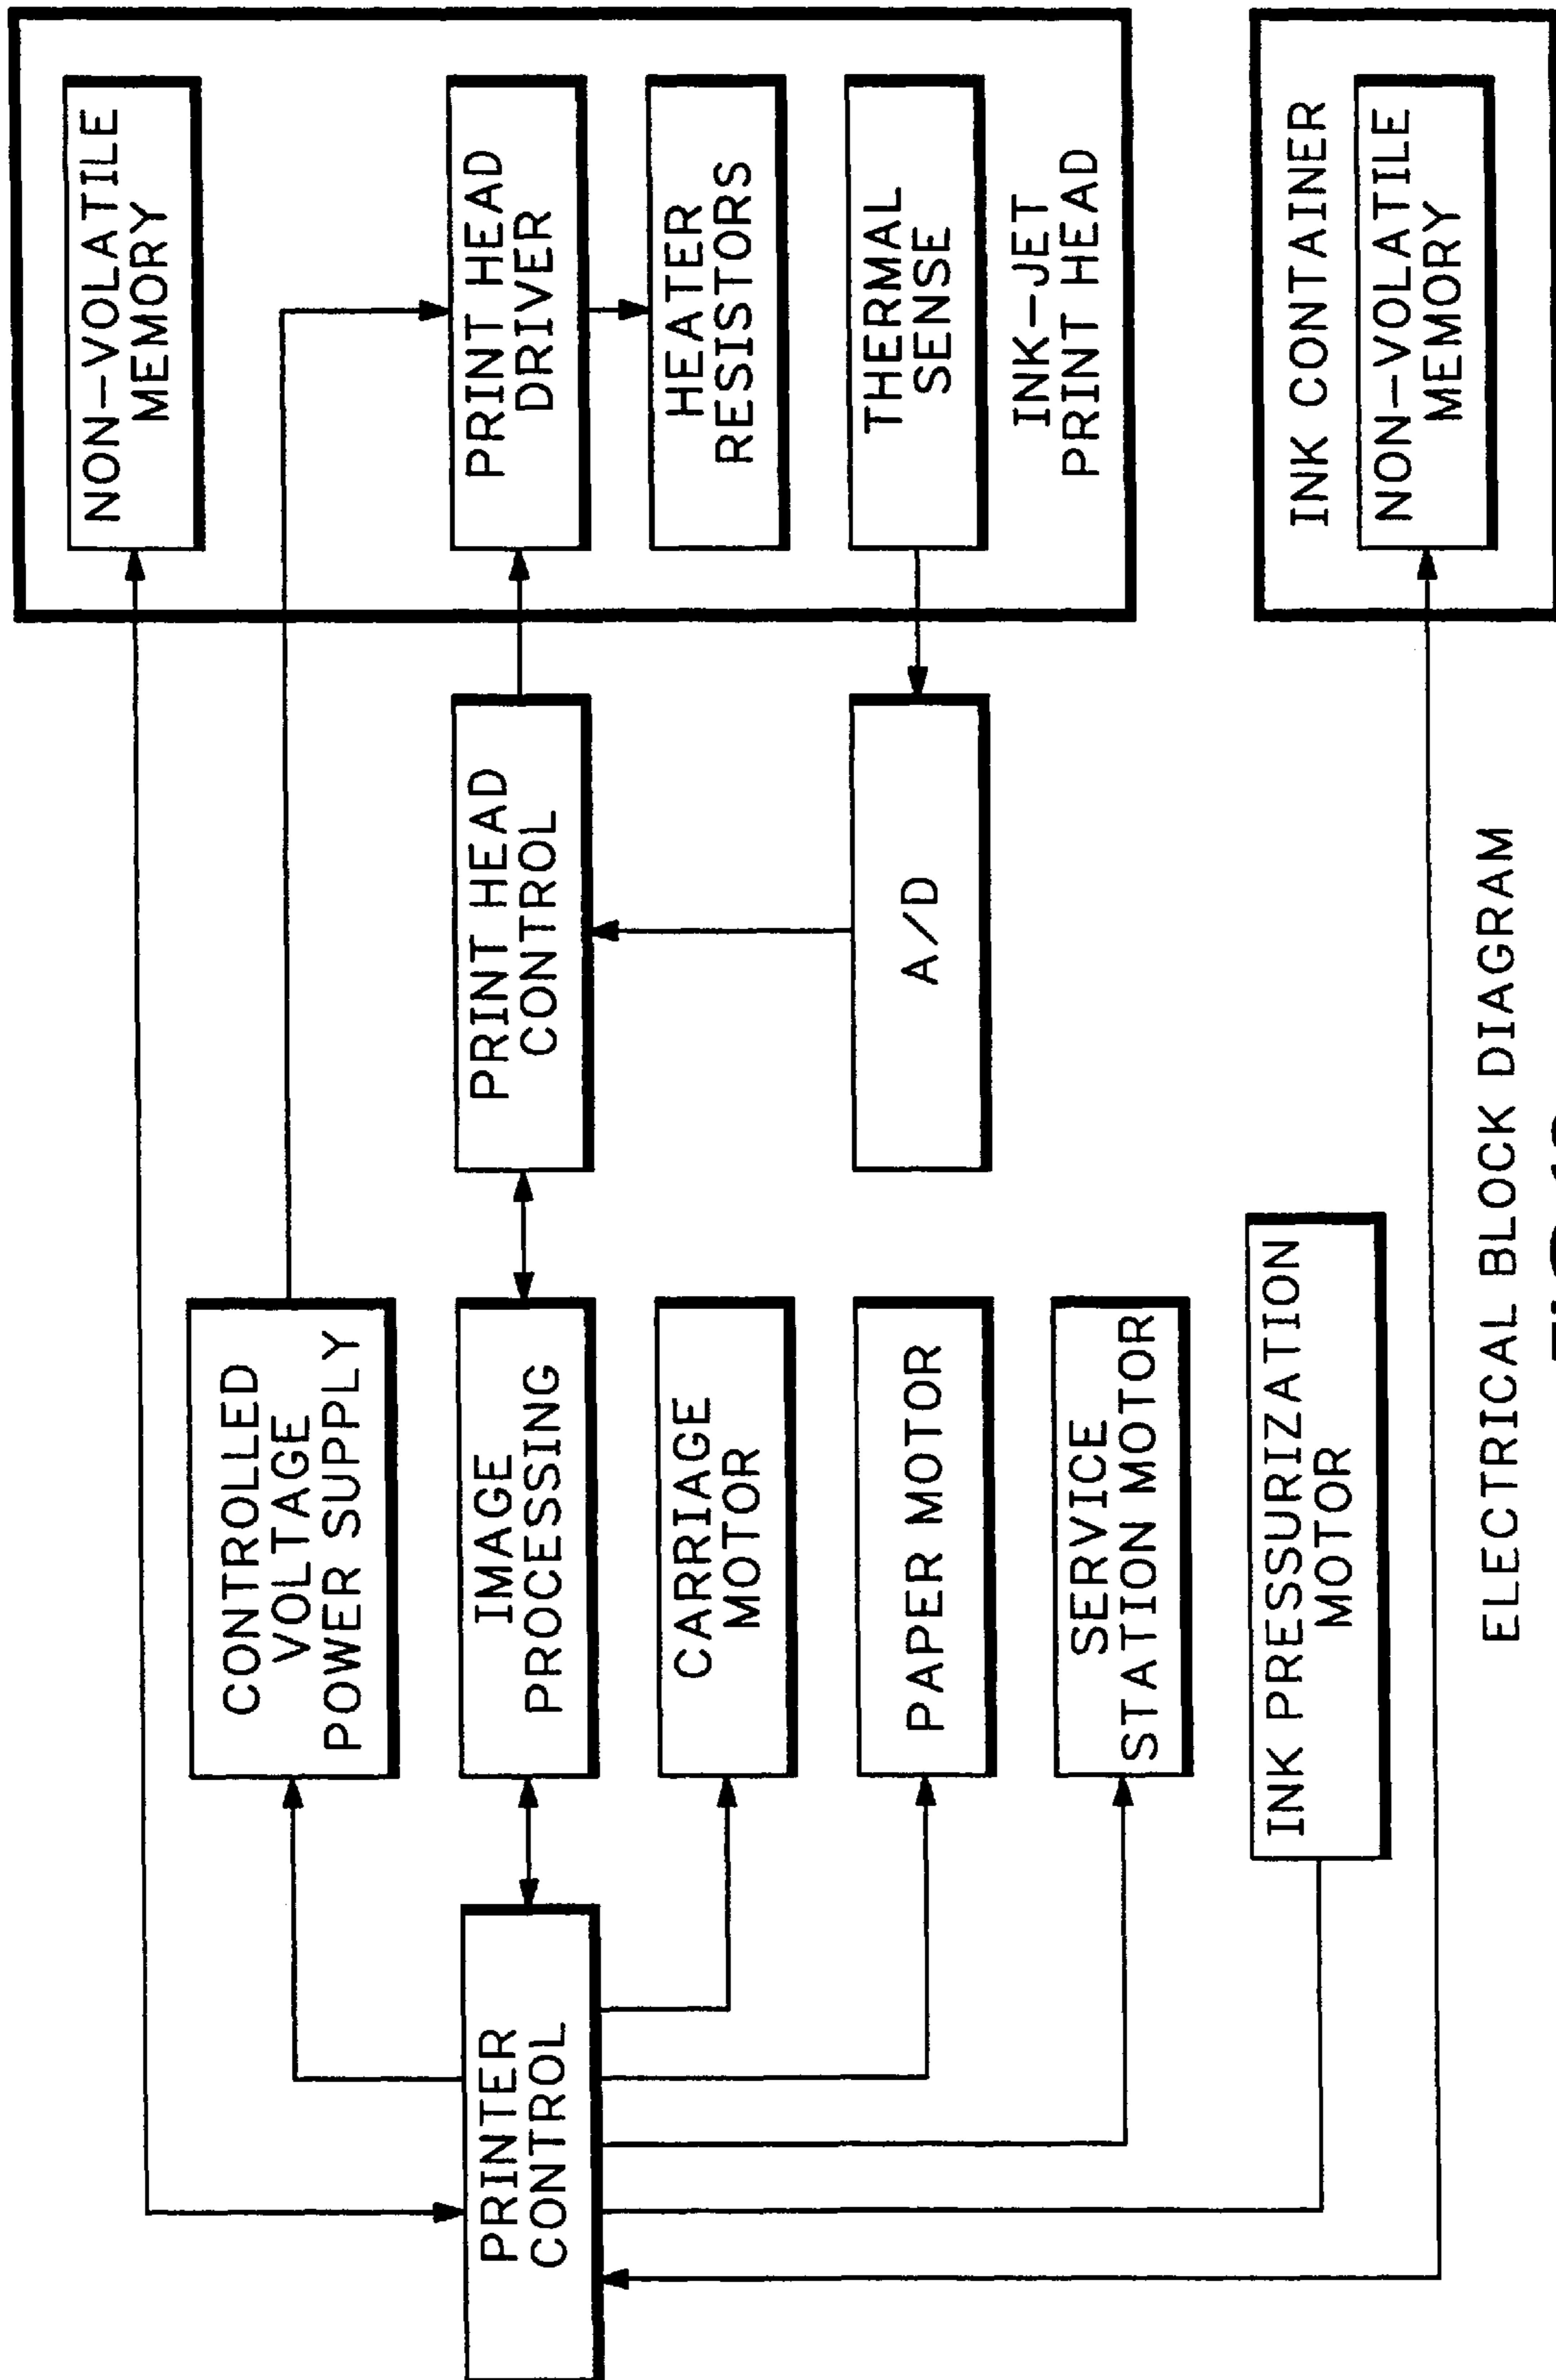 NON-VOLATILE
MEMORY
CONTROLLED
VOLTAGE
POWER SUPPLY
PRINTER
CONTROL
IMAGE
PROCESSING
PRINT HEAD
CONTROL
PRINT HEAD
DRIVER
CARRIAGE
MOTOR
HEATER
RESISTORS
PAPER MOTOR
A/D
THERMAL
SENSE
SERVICE
STATION MOTOR
INK-JET
PRINT HEAD
INK PRESSURIZATION
MOTOR
INK CONTAINER
NON-VOLATILE
MEMORY
ELECTRICAL BLOCK DIAGRAM